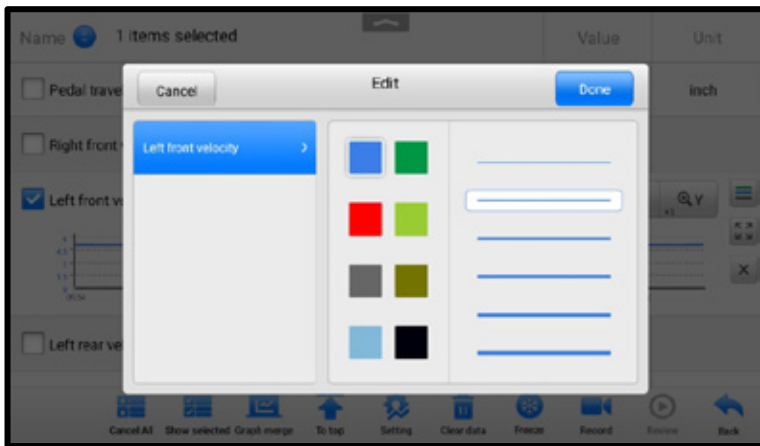 Name 1 items selected Value Unit
Cancel Edit Done
Pedal trave inch
Left front velocity
Right front
Left front v Y
Left rear ve
Cancel All Show selected Graph merge To top Setting Clear data Freeze Record Review Back